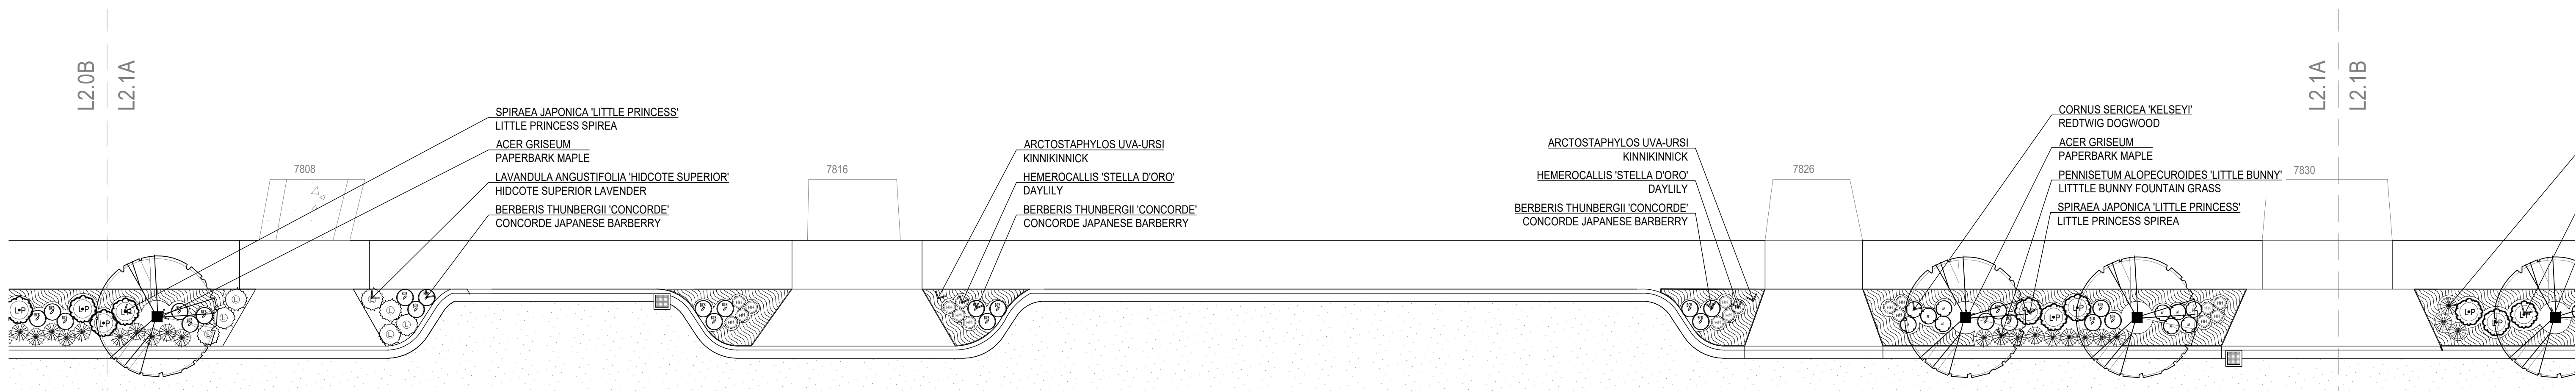 L2.0B
L2.1A
SPIRAEA JAPONICA 'LITTLE PRINCESS'
LITTLE PRINCESS SPIREA
ACER GRISEUM
PAPERBARK MAPLE
LAVANDULA ANGUSTIFOLIA 'HIDCOTE SUPERIOR'
HIDCOTE SUPERIOR LAVENDER
BERBERIS THUNBERGII 'CONCORDE'
CONCORDE JAPANESE BARBERRY
7808
7816
ARCTOSTAPHYLOS UVA-URSI
KINNIKINNICK
HEMEROCALLIS 'STELLA D'ORO'
DAYLILY
BERBERIS THUNBERGII 'CONCORDE'
CONCORDE JAPANESE BARBERRY
ARCTOSTAPHYLOS UVA-URSI
KINNIKINNICK
HEMEROCALLIS 'STELLA D'ORO'
DAYLILY
BERBERIS THUNBERGII 'CONCORDE'
CONCORDE JAPANESE BARBERRY
7826
CORNUS SERICEA 'KELSEYI'
REDTWIG DOGWOOD
ACER GRISEUM
PAPERBARK MAPLE
PENNISETUM ALOPECUROIDES 'LITTLE BUNNY'
LITTTLE BUNNY FOUNTAIN GRASS
SPIRAEA JAPONICA 'LITTLE PRINCESS'
LITTLE PRINCESS SPIREA
7830
L2.1A
L2.1B